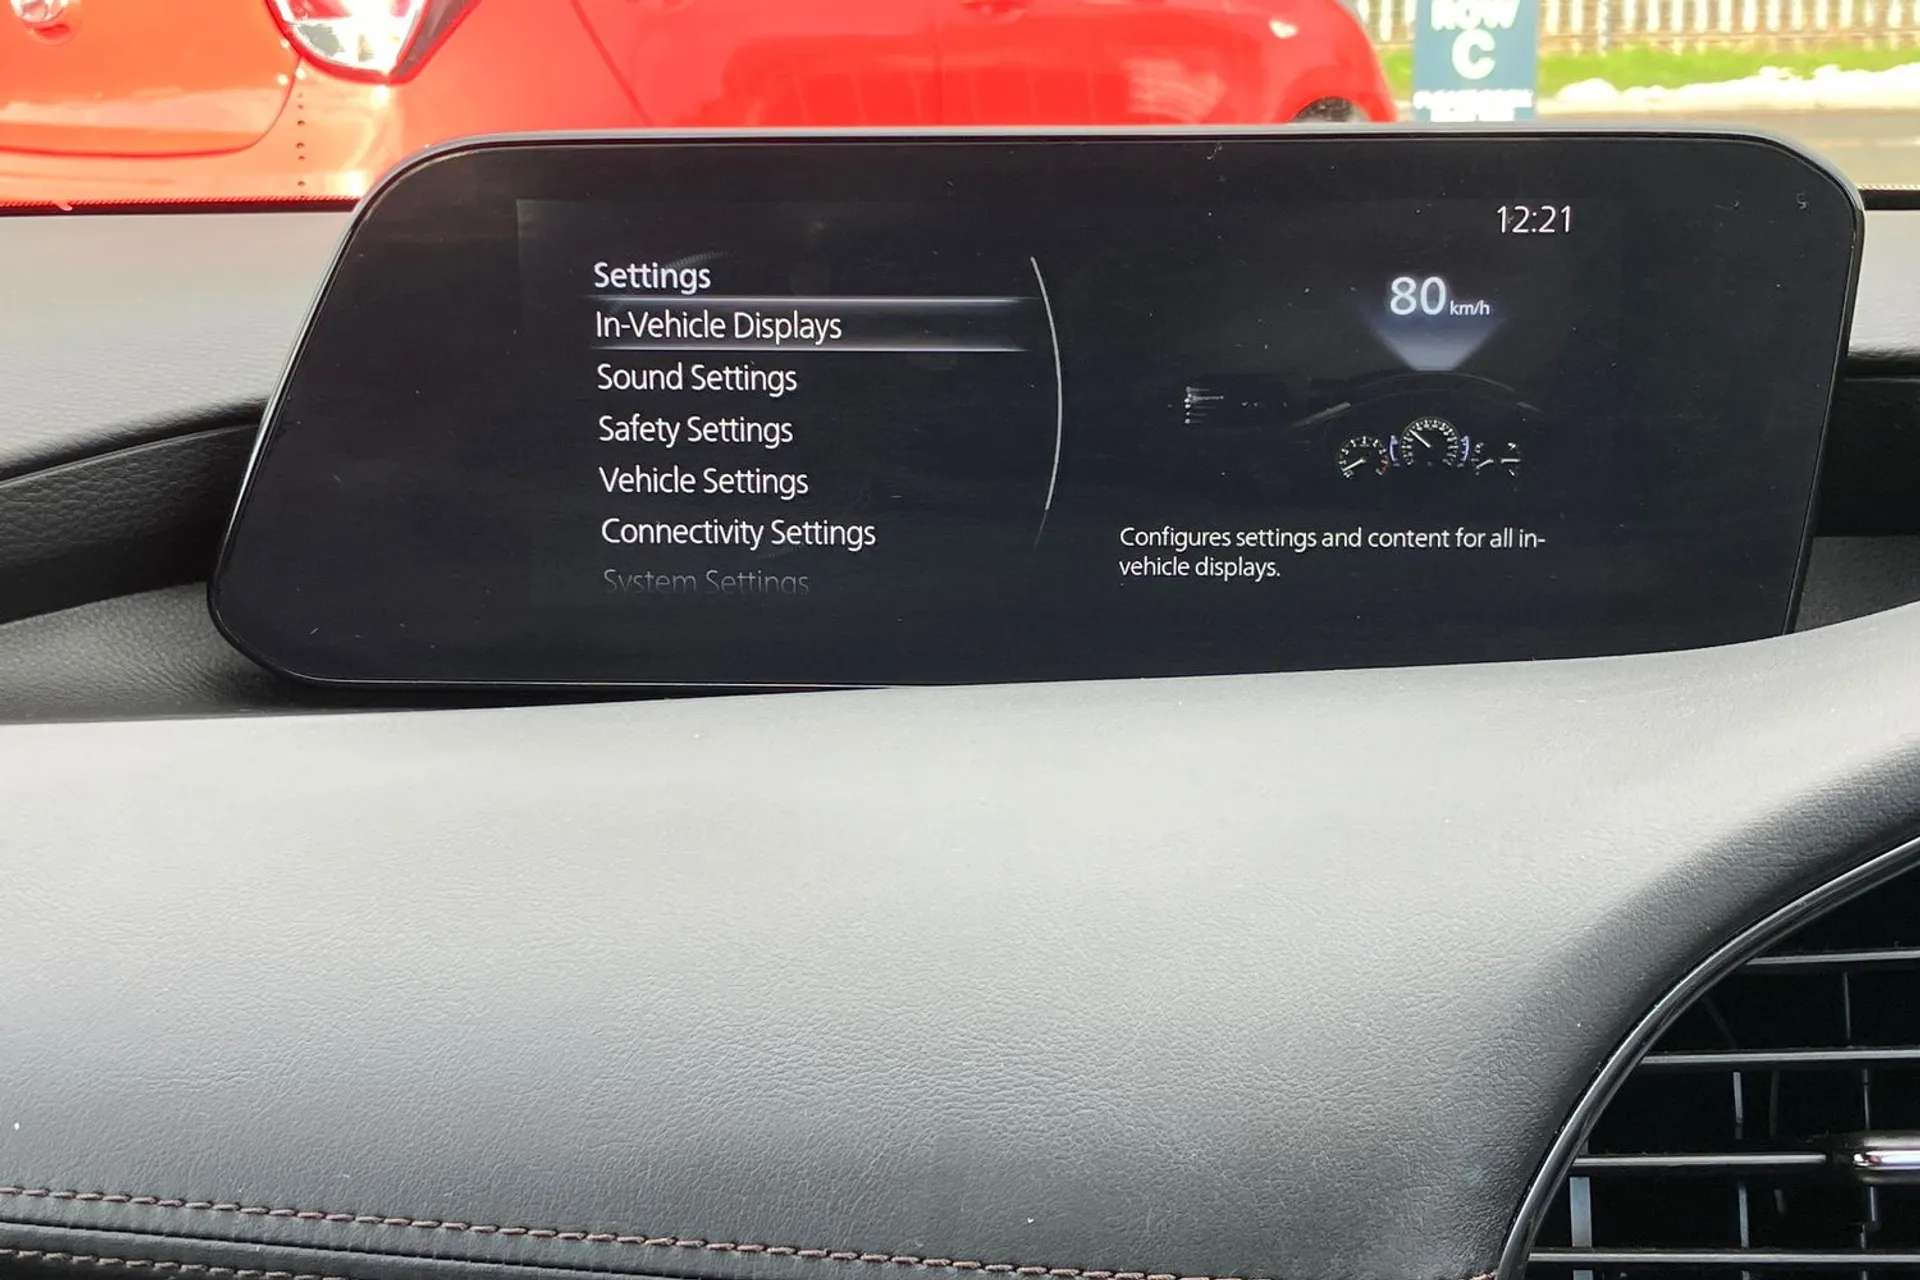 ROW
C
12:21
Settings
In-Vehicle Displays
Sound Settings
Safety Settings
Vehicle Settings
Connectivity Settings
System Settings
80 km/h
Configures settings and content for all in-
vehicle displays.